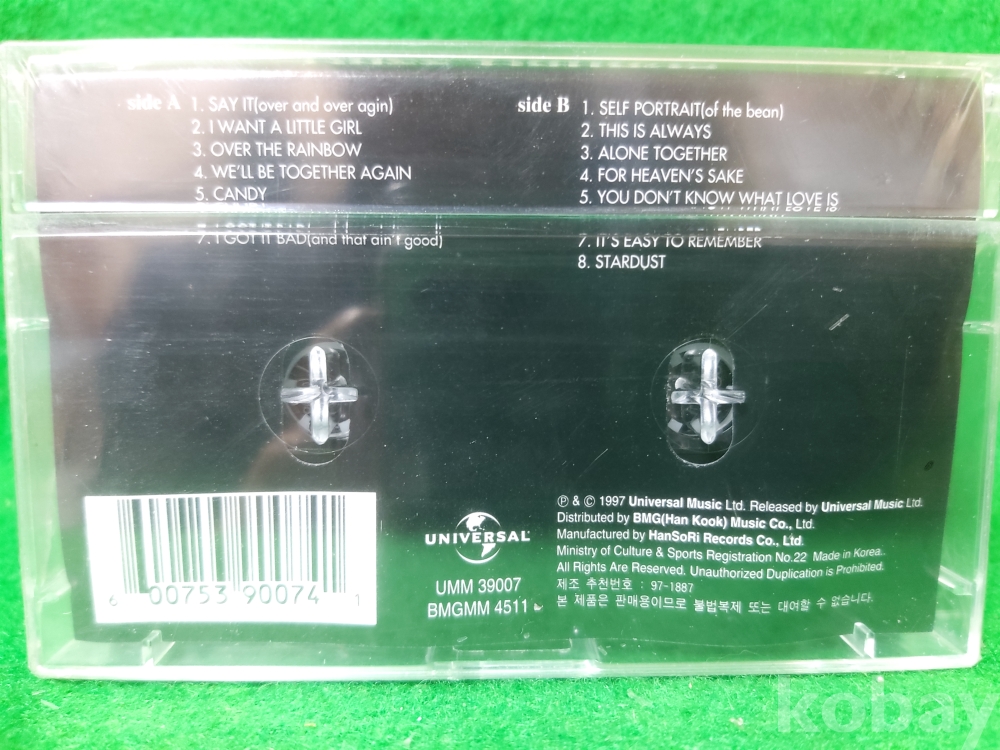 side A
1. SAY IT(over and over agin)
2. I WANT A LITTLE GIRL
3. OVER THE RAINBOW
4. WE'LL BE TOGETHER AGAIN
5. CANDY
7. I GOT IT BAD(and that ain't good)
side B
1. SELF PORTRAIT(of the bean)
2. THIS IS ALWAYS
3. ALONE TOGETHER
4. FOR HEAVEN'S SAKE
5. YOU DON'T KNOW WHAT LOVE IS
7. IT'S EASY TO REMEMBER
8. STARDUST
6 00753 90074 1
UNIVERSAL
UMM 39007
BMGMM 4511
℗ & © 1997 Universal Music Ltd. Released by Universal Music Ltd.
Distributed by BMG(Han Kook) Music Co., Ltd.
Manufactured by HanSoRi Records Co., Ltd.
Ministry of Culture & Sports Registration No.22 Made in Korea.
All Rights Are Reserved. Unauthorized Duplication is Prohibited.
제조 추천번호 : 97-1887
본 제품은 판매용이므로 불법복제 또는 대여할 수 없습니다.
kobay